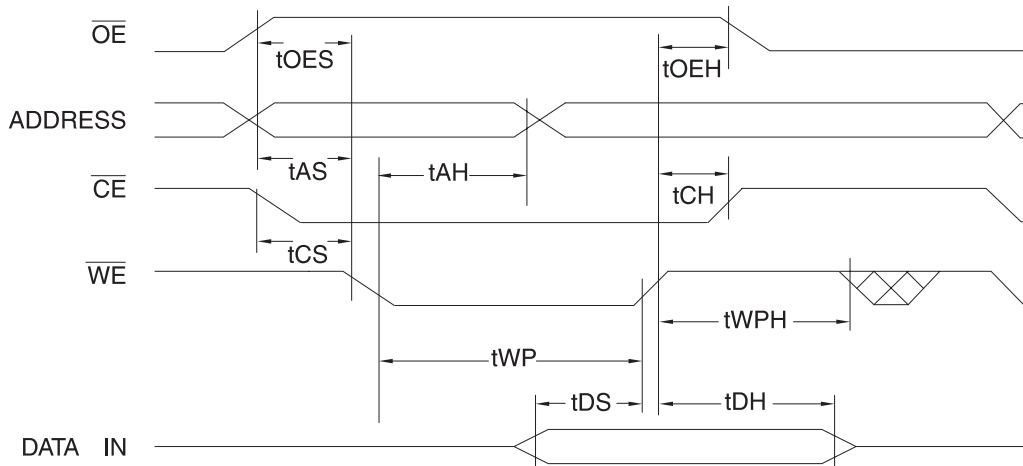 OE
tOES
tOEH
ADDRESS
tAS
tAH
CE
tCH
tCS
WE
tWPH
tWP
tDS
tDH
DATA IN